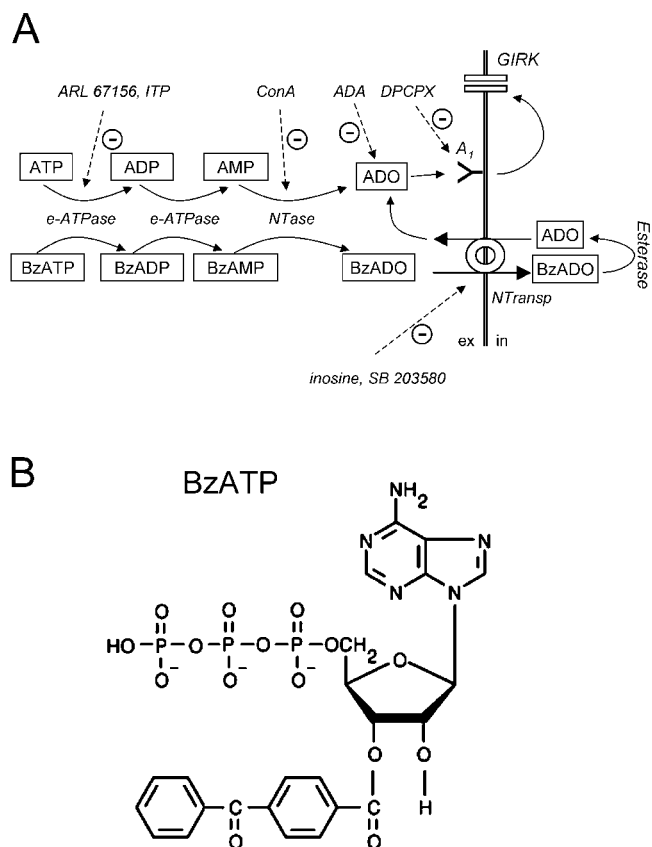 A
GIRK
ARL 67156, ITP
ConA
ADA
DPCPX
A1
ATP
ADP
AMP
ADO
e-ATPase
e-ATPase
NTase
ADO
BzATP
BzADP
BzAMP
BzADO
BzADO
Esterase
NTransp
ex
in
inosine, SB 203580
B
BzATP
NH2
N
N
N
N
O
O
O
HO-P-O-P-O-P-OCH2
O
O−
O−
O−
O
O
H
C
C
O
O